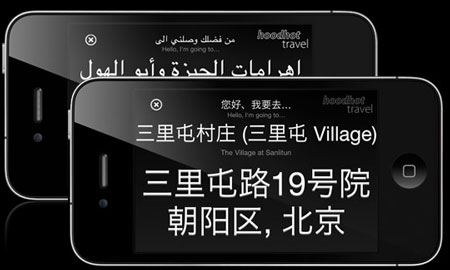 من فضلك وصلني الى
Hello, I'm going to...
hoodhot
travel
اهرامات الجيزة وأبو الهول
您好、我要去...
Hello, I'm going to...
hoodhot
travel
三里屯村庄 (三里屯 Village)
The Village at Sanlitun
三里屯路19号院
朝阳区, 北京